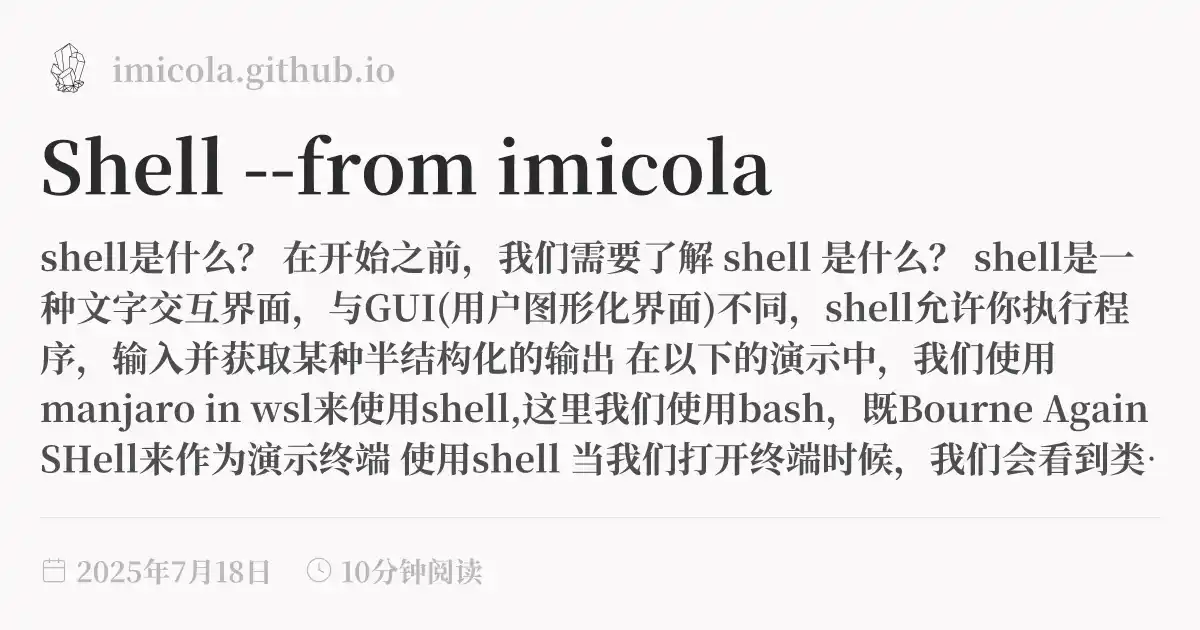 imicola.github.io
Shell --from imicola
shell是什么? 在开始之前，我们需要了解 shell 是什么? shell是一
种文字交互界面，与GUI(用户图形化界面)不同，shell允许你执行程
序，输入并获取某种半结构化的输出 在以下的演示中，我们使用
manjaro in wsl来使用shell,这里我们使用bash，既Bourne Again
SHell来作为演示终端 使用shell 当我们打开终端时候，我们会看到类·
2025年7月18日 10分钟阅读